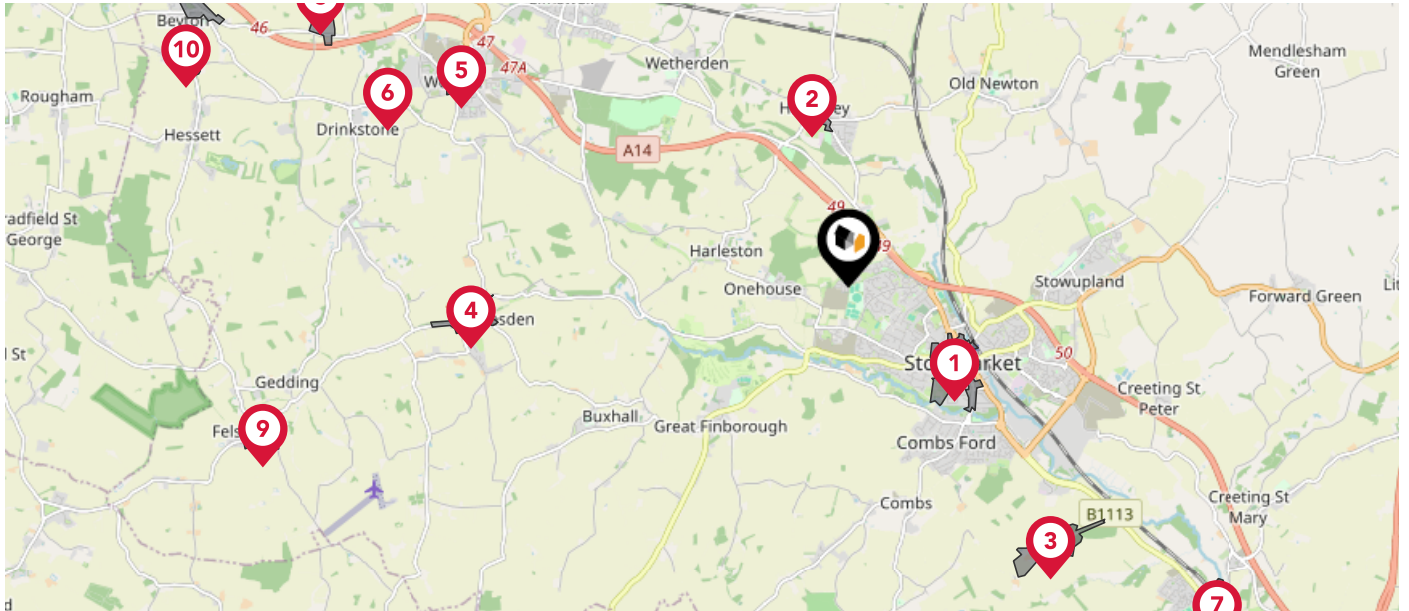 8
Beyton
46
10
47
5
Wetherden
Mendlesham
Green
47A
Old Newton
6
2
Rougham
Drinkstone
Hessett
A14
49
49
Harleston
Onehouse
Stowupland
Forward Green
George
4
St
1
50
Gedding
Creeting St
Peter
9
Buxhall
Great Finborough
Combs Ford
Combs
Creeting St
Mary
B1113
3
7